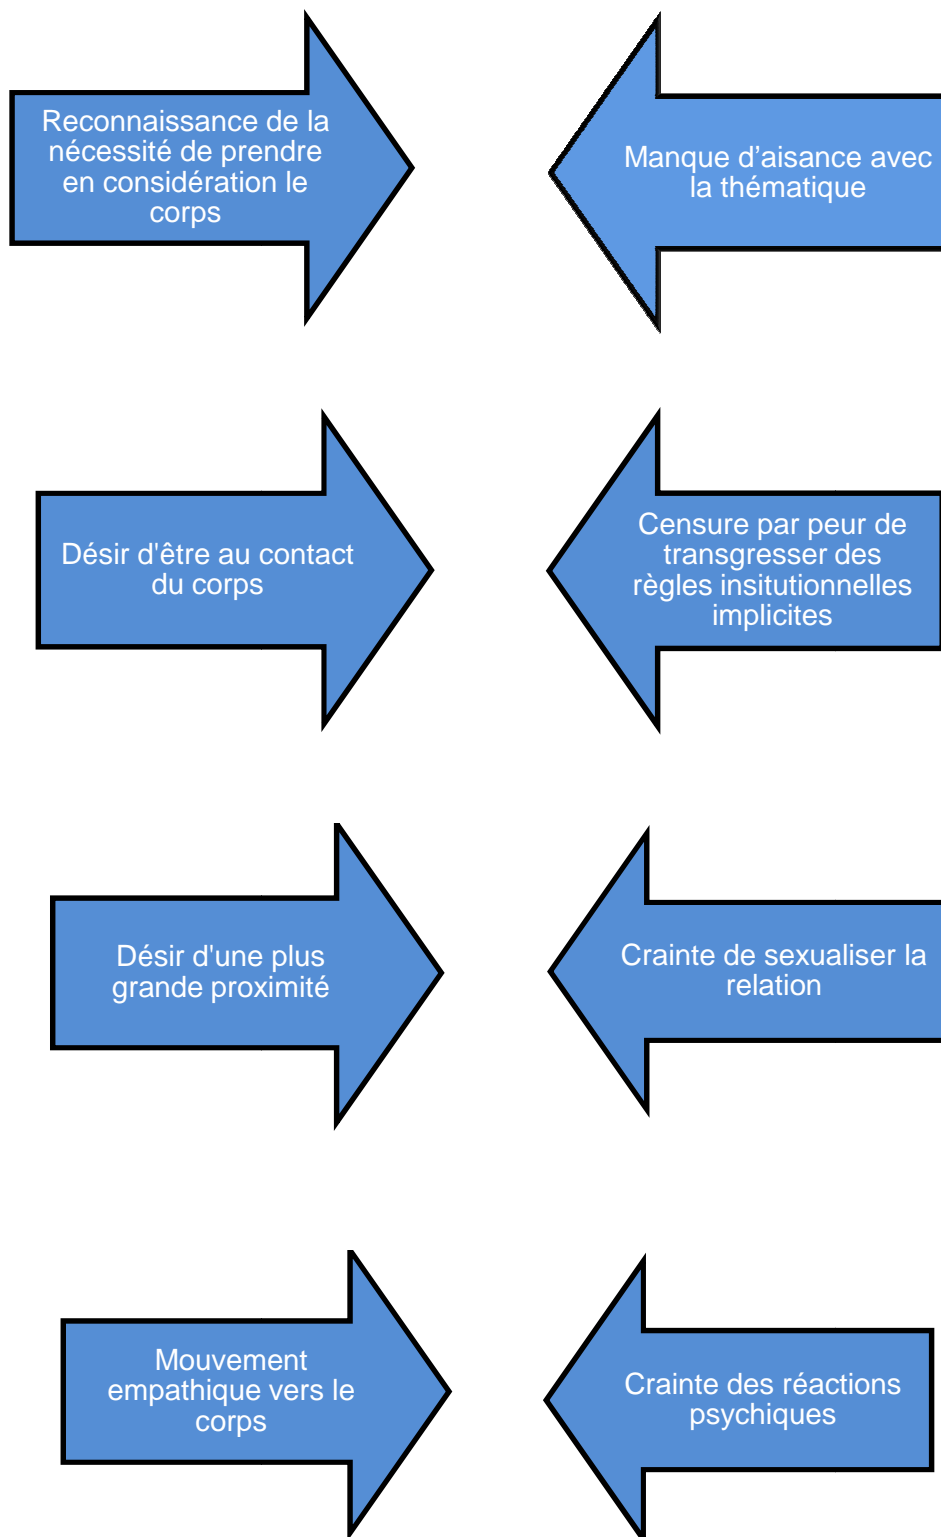 Reconnaissance de la
nécessité de prendre
en considération le
corps
Manque d’aisance avec
la thématique
Désir d'être au contact
du corps
Censure par peur de
transgresser des
règles insitutionnelles
implicites
Désir d'une plus
grande proximité
Crainte de sexualiser la
relation
Mouvement
empathique vers le
corps
Crainte des réactions
psychiques